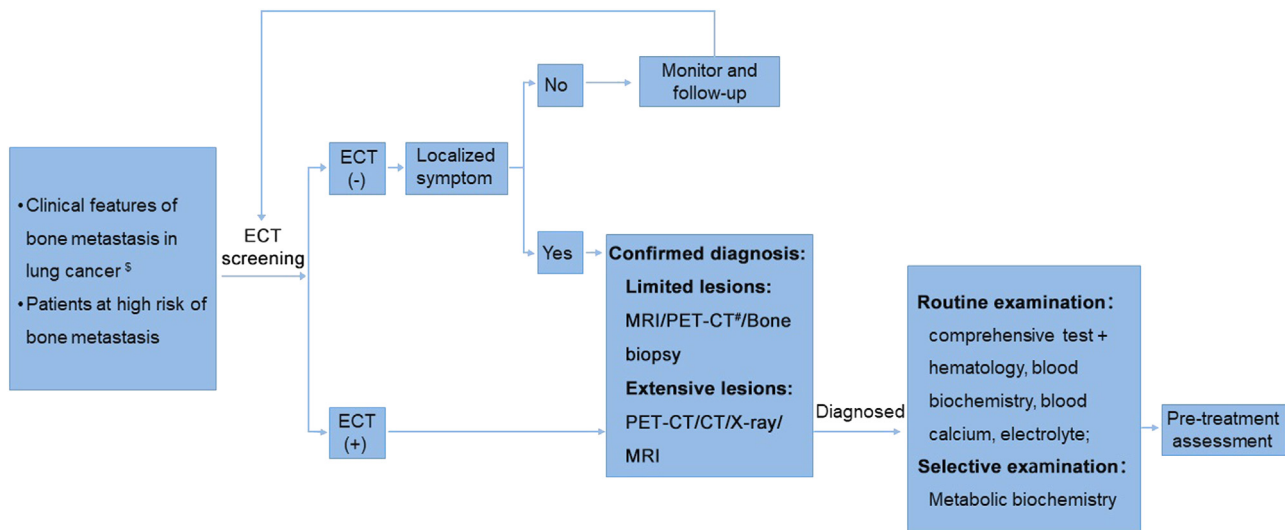 •Clinical features of
bone metastasis in
lung cancer $
•Patients at high risk of
bone metastasis
ECT
screening
ECT
(-)
Localized
symptom
No
Monitor and
follow-up
Yes
ECT
(+)
Confirmed diagnosis:
Limited lesions:
MRI/PET-CT#/Bone
biopsy
Extensive lesions:
PET-CT/CT/X-ray/
MRI
Diagnosed
Routine examination:
comprehensive test +
hematology, blood
biochemistry, blood
calcium, electrolyte;
Selective examination:
Metabolic biochemistry
Pre-treatment
assessment